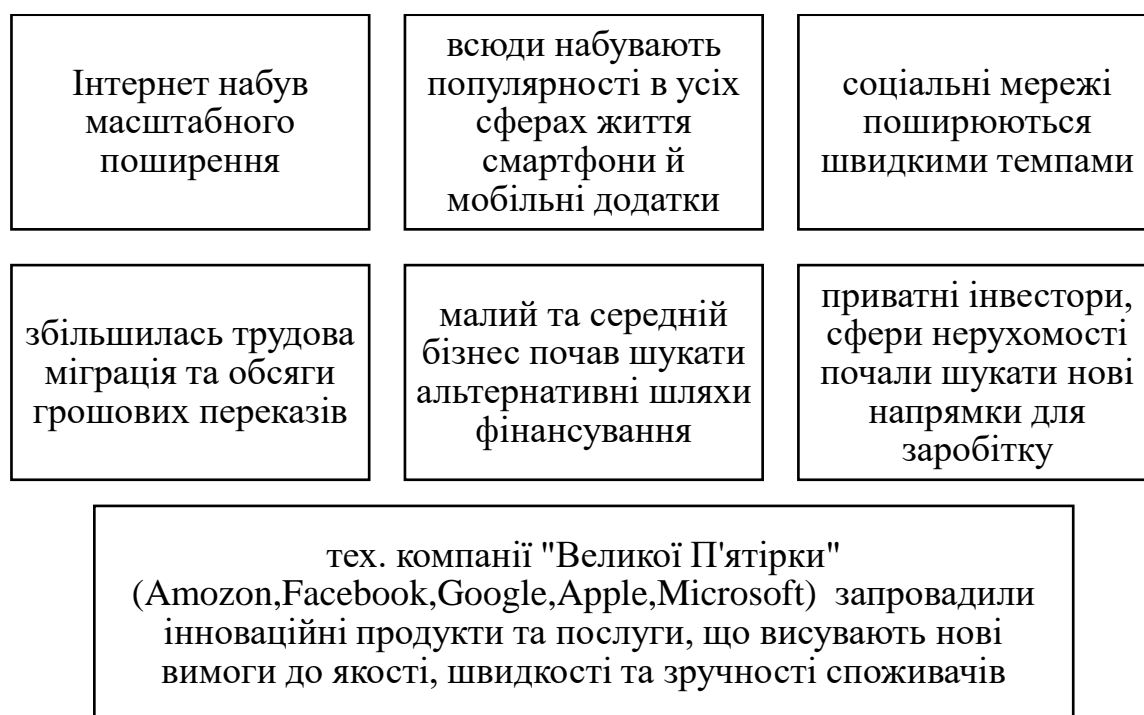 Інтернет набув
масштабного
поширення
всюди набувають
популярності в усіх
сферах життя
смартфони й
мобільні додатки
соціальні мережі
поширюються
швидкими темпами
збільшилась трудова
міграція та обсяги
грошових переказів
малий та середній
бізнес почав шукати
альтернативні шляхи
фінансування
приватні інвестори,
сфери нерухомості
почали шукати нові
напрямки для
заробітку
тех. компанії "Великої П'ятірки"
(Amozon,Facebook,Google,Apple,Microsoft) запровадили
інноваційні продукти та послуги, що висувають нові
вимоги до якості, швидкості та зручності споживачів